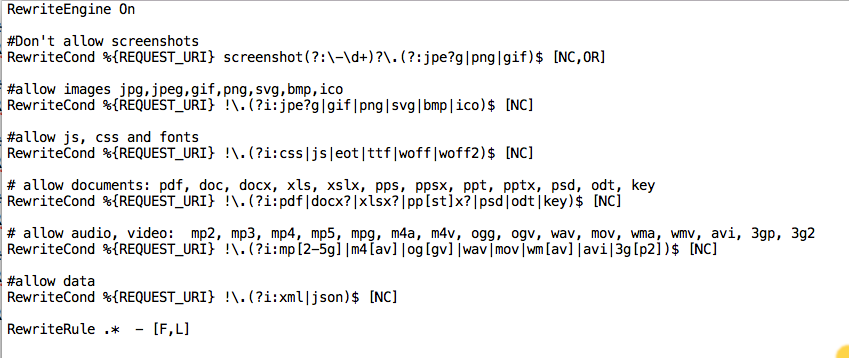 RewriteEngine On
#Don't allow screenshots
RewriteCond %{REQUEST_URI} screenshot(?:\-\d+)?\.(?:jpe?g|png|gif)$ [NC,OR]
#allow images jpg,jpeg,gif,png,svg,bmp,ico
RewriteCond %{REQUEST_URI} !\.(?i:jpe?g|gif|png|svg|bmp|ico)$ [NC]
#allow js, css and fonts
RewriteCond %{REQUEST_URI} !\.(?i:css|js|eot|ttf|woff|woff2)$ [NC]
# allow documents: pdf, doc, docx, xls, xslx, pps, ppsx, ppt, pptx, psd, odt, key
RewriteCond %{REQUEST_URI} !\.(?i:pdf|docx?|xlsx?|pp[st]x?|psd|odt|key)$ [NC]
# allow audio, video:  mp2, mp3, mp4, mp5, mpg, m4a, m4v, ogg, ogv, wav, mov, wma, wmv, avi, 3gp, 3g2
RewriteCond %{REQUEST_URI} !\.(?i:mp[2-5g]|m4[av]|og[gv]|wav|mov|wm[av]|avi|3g[p2])$ [NC]
#allow data
RewriteCond %{REQUEST_URI} !\.(?i:xml|json)$ [NC]
RewriteRule .*  - [F,L]